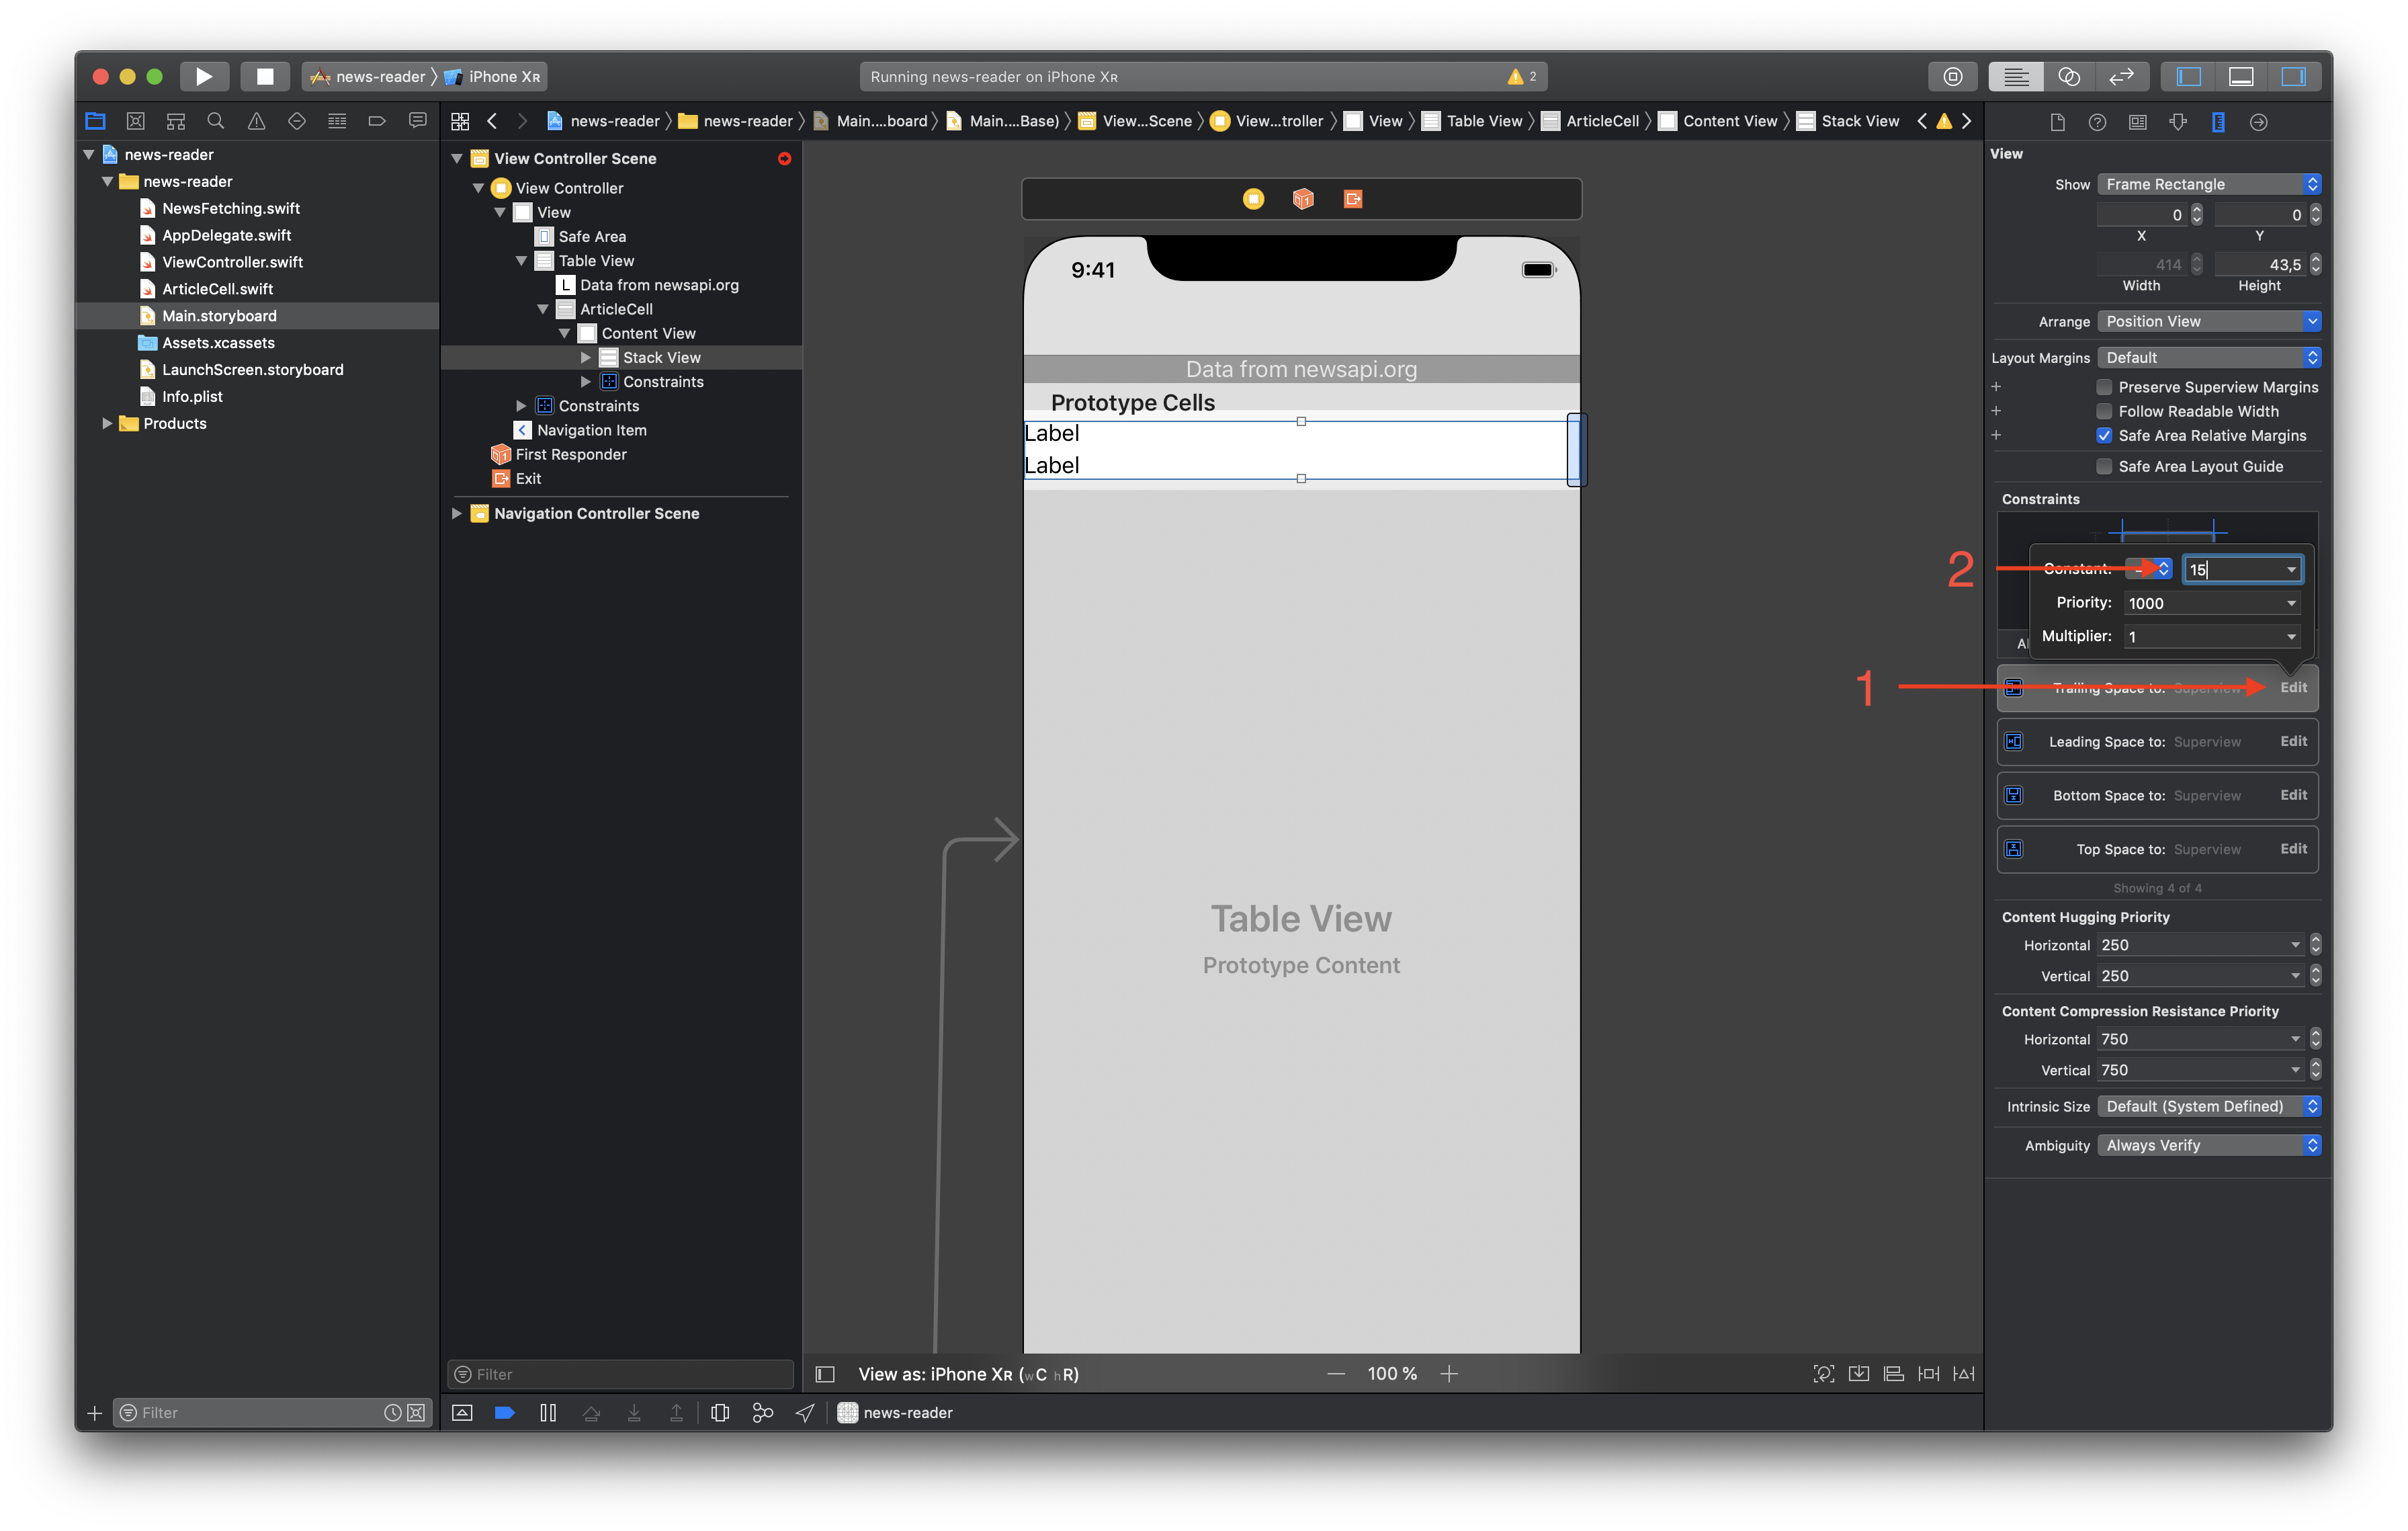 news-reader 〉 iPhone Xʀ
Running news-reader on iPhone Xʀ
2
news-reader
news-reader
NewsFetching.swift
AppDelegate.swift
ViewController.swift
ArticleCell.swift
Main.storyboard
Assets.xcassets
LaunchScreen.storyboard
Info.plist
Products
Filter
news-reader 〉 news-reader 〉 Main....board 〉 Main....Base) 〉 View...Scene 〉 View...troller 〉 View 〉 Table View 〉 ArticleCell 〉 Content View 〉 Stack View
View Controller Scene
View Controller
View
Safe Area
Table View
L Data from newsapi.org
ArticleCell
Content View
Stack View
Constraints
Constraints
Navigation Item
First Responder
Exit
Navigation Controller Scene
Filter
9:41
Data from newsapi.org
Prototype Cells
Label
Label
Table View
Prototype Content
View as: iPhone Xʀ (wC hR)
100 %
news-reader
View
Show Frame Rectangle
0 0
X Y
414 43,5
Width Height
Arrange Position View
Layout Margins Default
Preserve Superview Margins
Follow Readable Width
Safe Area Relative Margins
Safe Area Layout Guide
Constraints
2
Constant: 15
Priority: 1000
Multiplier: 1
1
Trailing Space to: Superview Edit
Leading Space to: Superview Edit
Bottom Space to: Superview Edit
Top Space to: Superview Edit
Showing 4 of 4
Content Hugging Priority
Horizontal 250
Vertical 250
Content Compression Resistance Priority
Horizontal 750
Vertical 750
Intrinsic Size Default (System Defined)
Ambiguity Always Verify